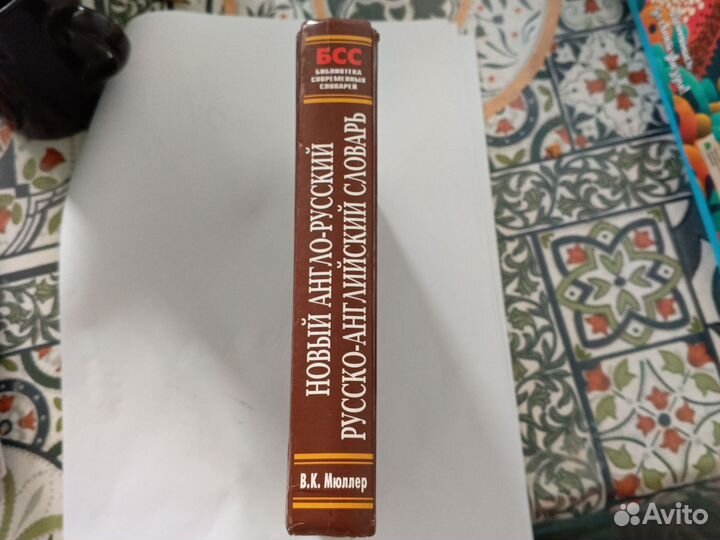 БСС
БИБЛИОТЕКА
СОВРЕМЕННЫХ
СЛОВАРЕЙ
НОВЫЙ АНГЛО-РУССКИЙ
РУССКО-АНГЛИЙСКИЙ СЛОВАРЬ
В.К. Мюллер
Avito